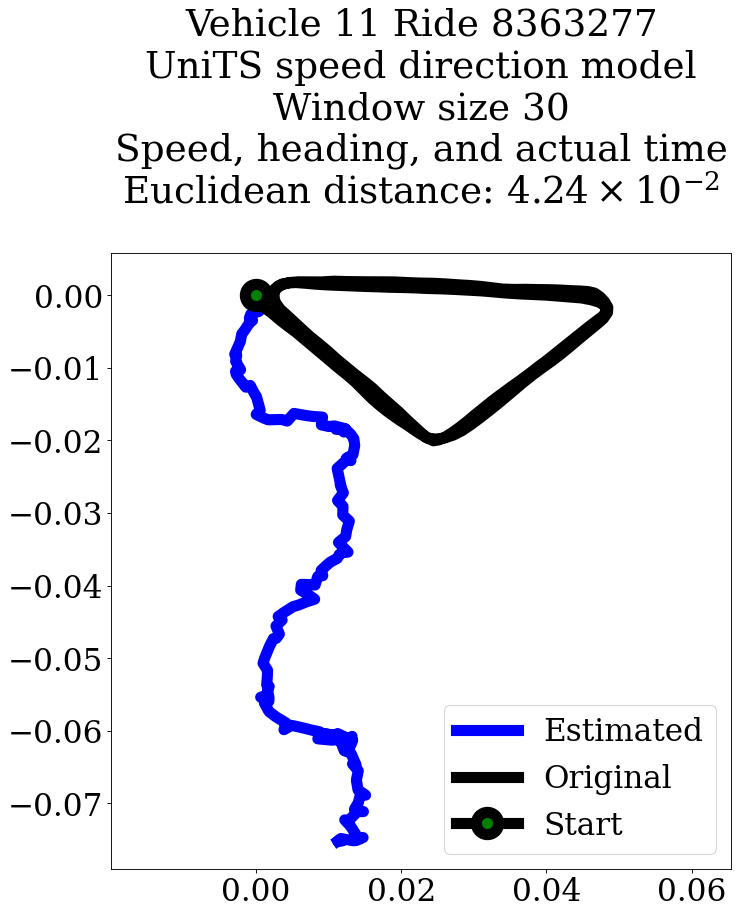 Vehicle 11 Ride 8363277
UniTS speed direction model
Window size 30
Speed, heading, and actual time
Euclidean distance: 4.24 × 10⁻²
0.00
−0.01
−0.02
−0.03
−0.04
−0.05
−0.06
−0.07
Estimated
Original
Start
0.00 0.02 0.04 0.06